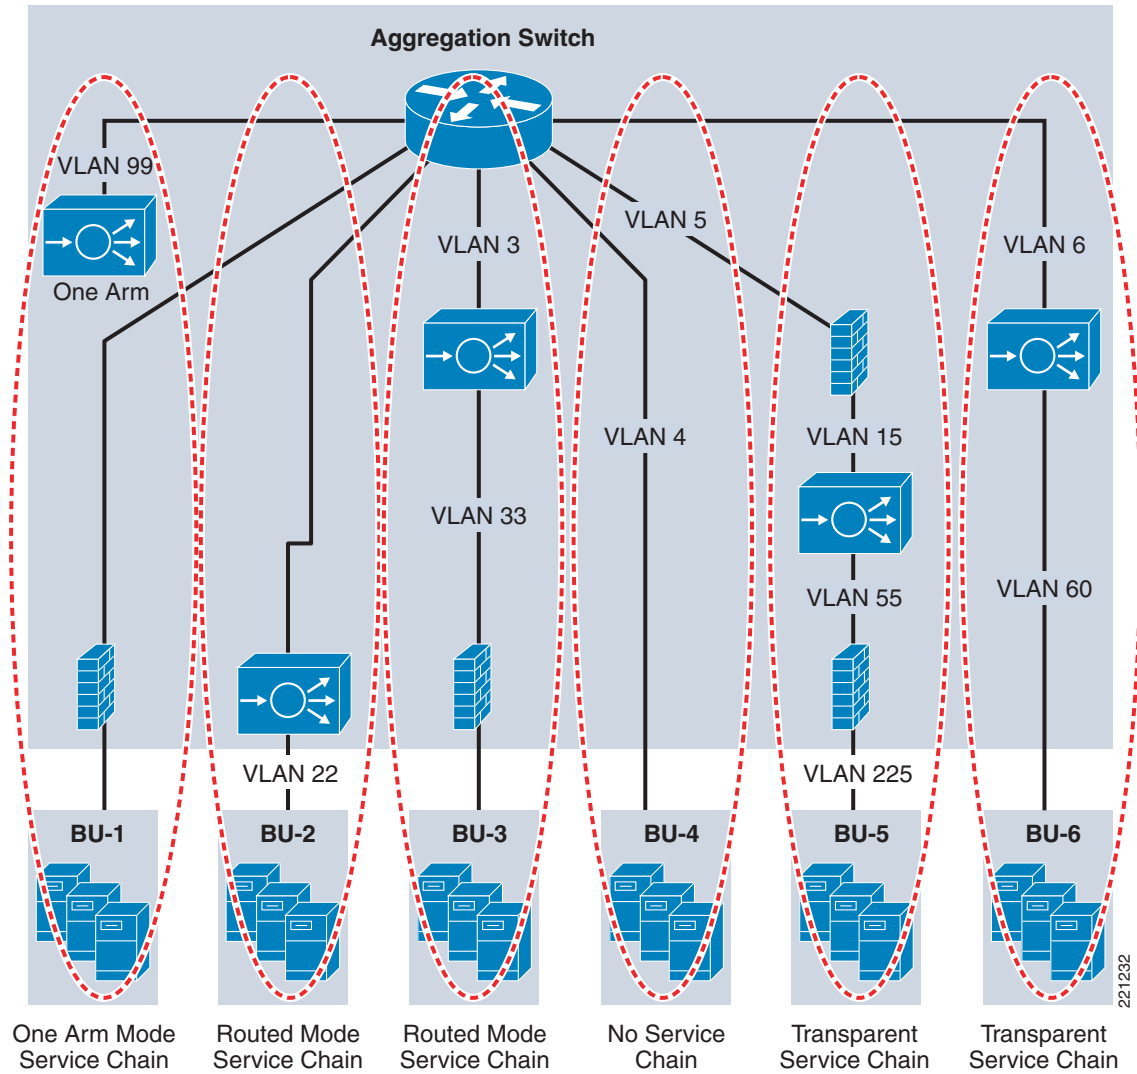 Aggregation Switch
VLAN 99
One Arm
VLAN 5
VLAN 3
VLAN 6
VLAN 4
VLAN 15
VLAN 33
VLAN 55
VLAN 60
VLAN 22
VLAN 225
BU-1
BU-2
BU-3
BU-4
BU-5
BU-6
221232
One Arm Mode
Service Chain
Routed Mode
Service Chain
Routed Mode
Service Chain
No Service
Chain
Transparent
Service Chain
Transparent
Service Chain